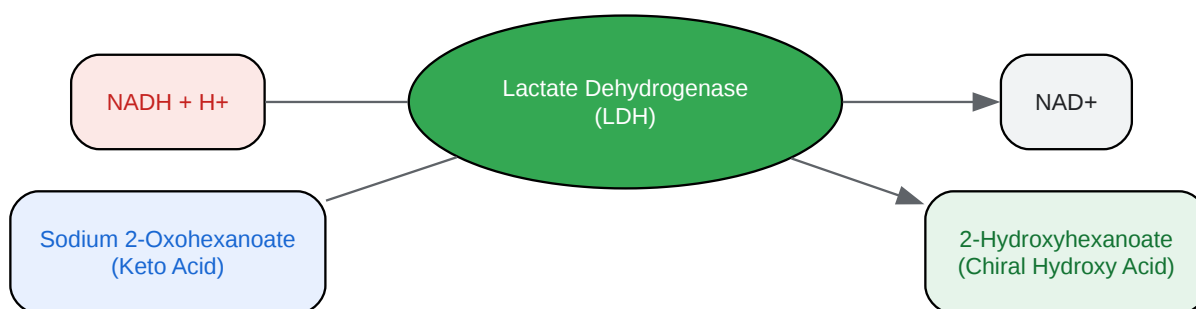 NADH + H+
Lactate Dehydrogenase
(LDH)
NAD+
Sodium 2-Oxohexanoate
(Keto Acid)
2-Hydroxyhexanoate
(Chiral Hydroxy Acid)